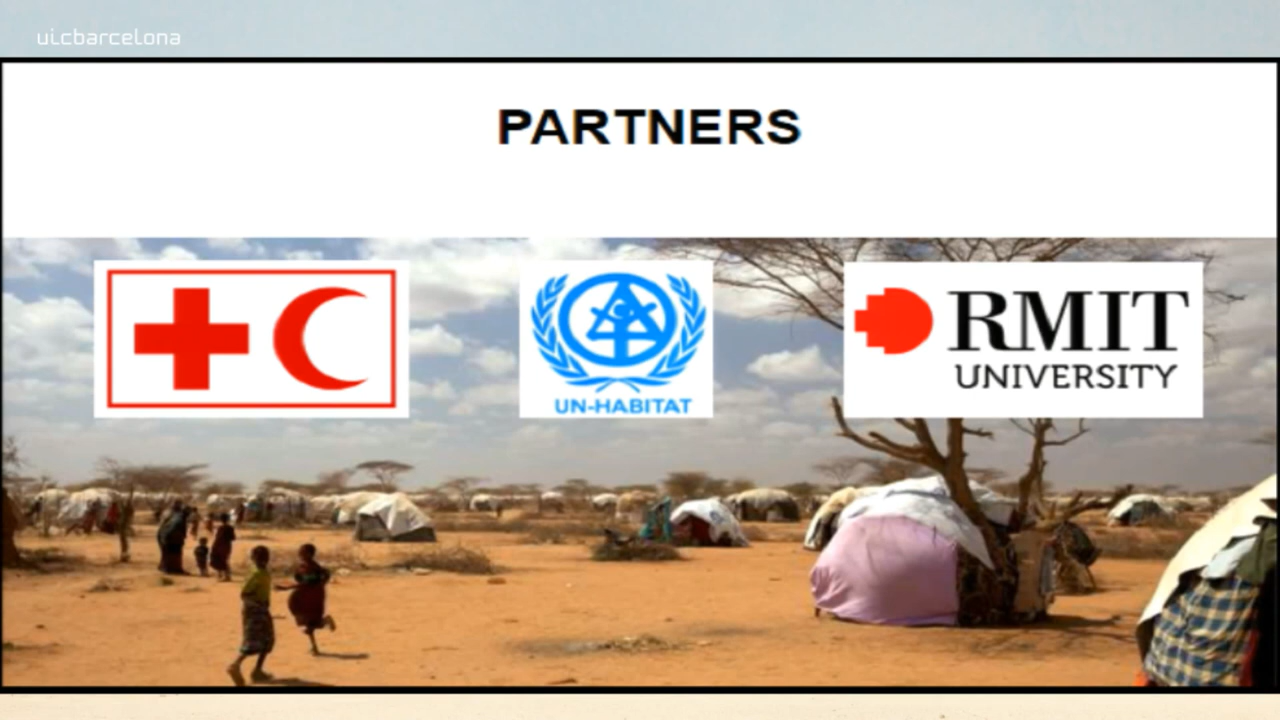 uicbarcelona
PARTNERS
UN-HABITAT
RMIT
UNIVERSITY